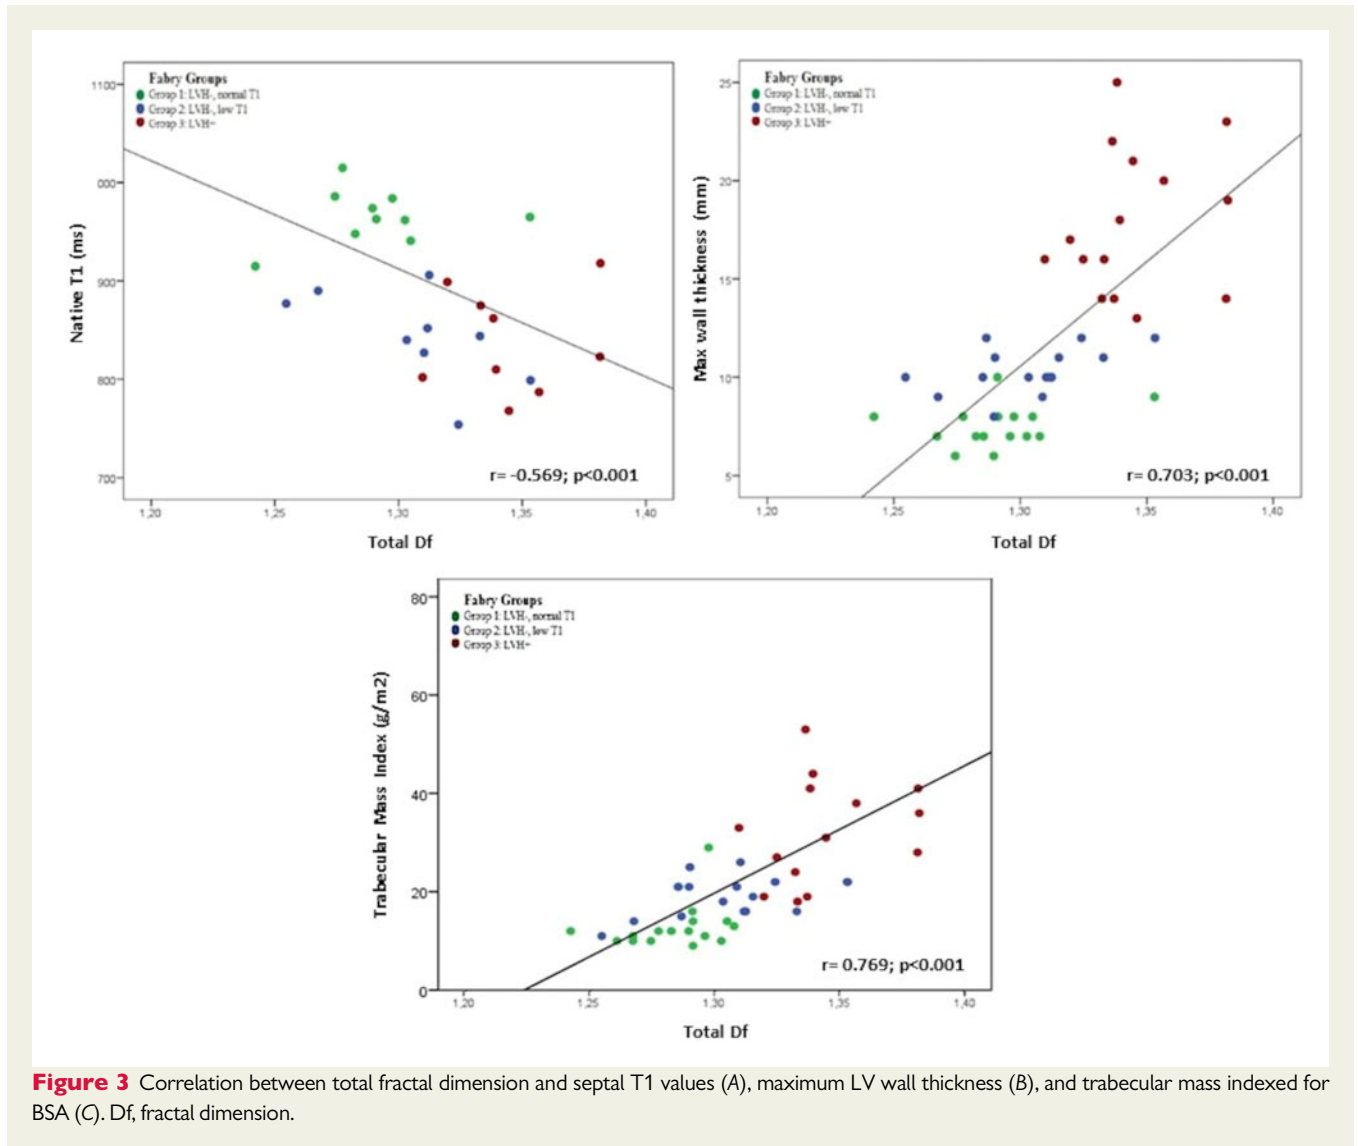 Fabry Groups
Group 1: LVH-, normal T1
Group 2: LVH-, low T1
Group 3: LVH+
1100
000
900
800
700
Native T1 (ms)
r= -0.569; p<0.001
1,20 1,25 1,30 1,35 1,40
Total Df
Fabry Groups
Group 1: LVH-, normal T1
Group 2: LVH-, low T1
Group 3: LVH+
25
20
15
10
5
Max wall thickness (mm)
r= 0.703; p<0.001
1,20 1,25 1,30 1,35 1,40
Total Df
Fabry Groups
Group 1: LVH-, normal T1
Group 2: LVH-, low T1
Group 3: LVH+
80
60
40
20
0
Trabecular Mass Index (g/m2)
r= 0.769; p<0.001
1,20 1,25 1,30 1,35 1,40
Total Df
Figure 3 Correlation between total fractal dimension and septal T1 values (A), maximum LV wall thickness (B), and trabecular mass indexed for
BSA (C). Df, fractal dimension.